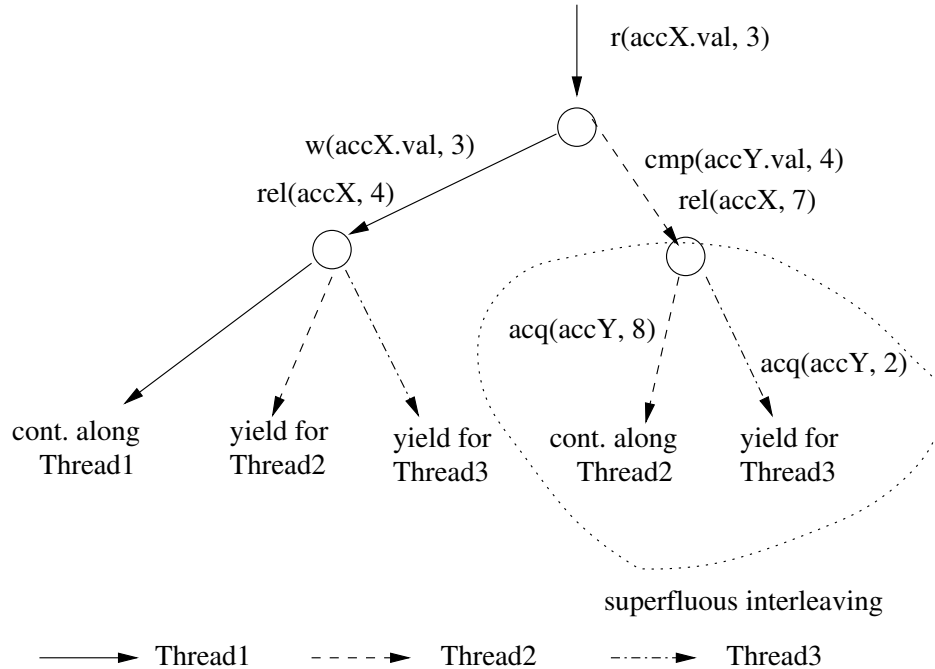 r(accX.val, 3)
w(accX.val, 3)
rel(accX, 4)
cmp(accY.val, 4)
rel(accX, 7)
acq(accY, 8)
acq(accY, 2)
cont. along
Thread1
yield for
Thread2
yield for
Thread3
cont. along
Thread2
yield for
Thread3
superfluous interleaving
Thread1
Thread2
Thread3